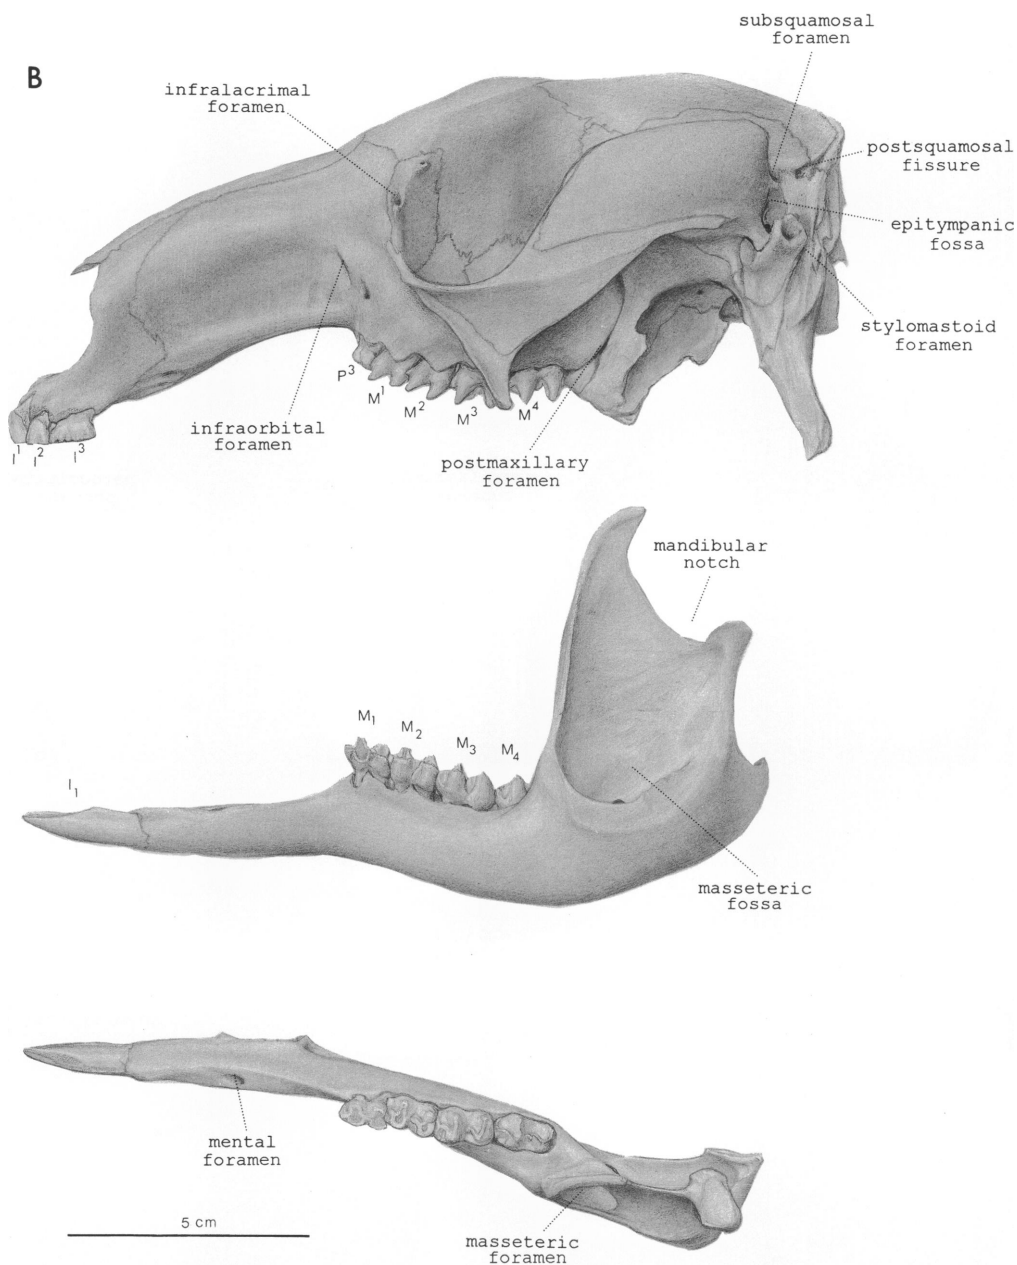 B
subsquamosal
foramen
infralacrimal
foramen
postsquamosal
fissure
epitympanic
fossa
stylomastoid
foramen
P³
M¹
M²
M³
M⁴
I¹
I²
I³
infraorbital
foramen
postmaxillary
foramen
mandibular
notch
M₁
M₂
M₃
M₄
I₁
masseteric
fossa
mental
foramen
5 cm
masseteric
foramen